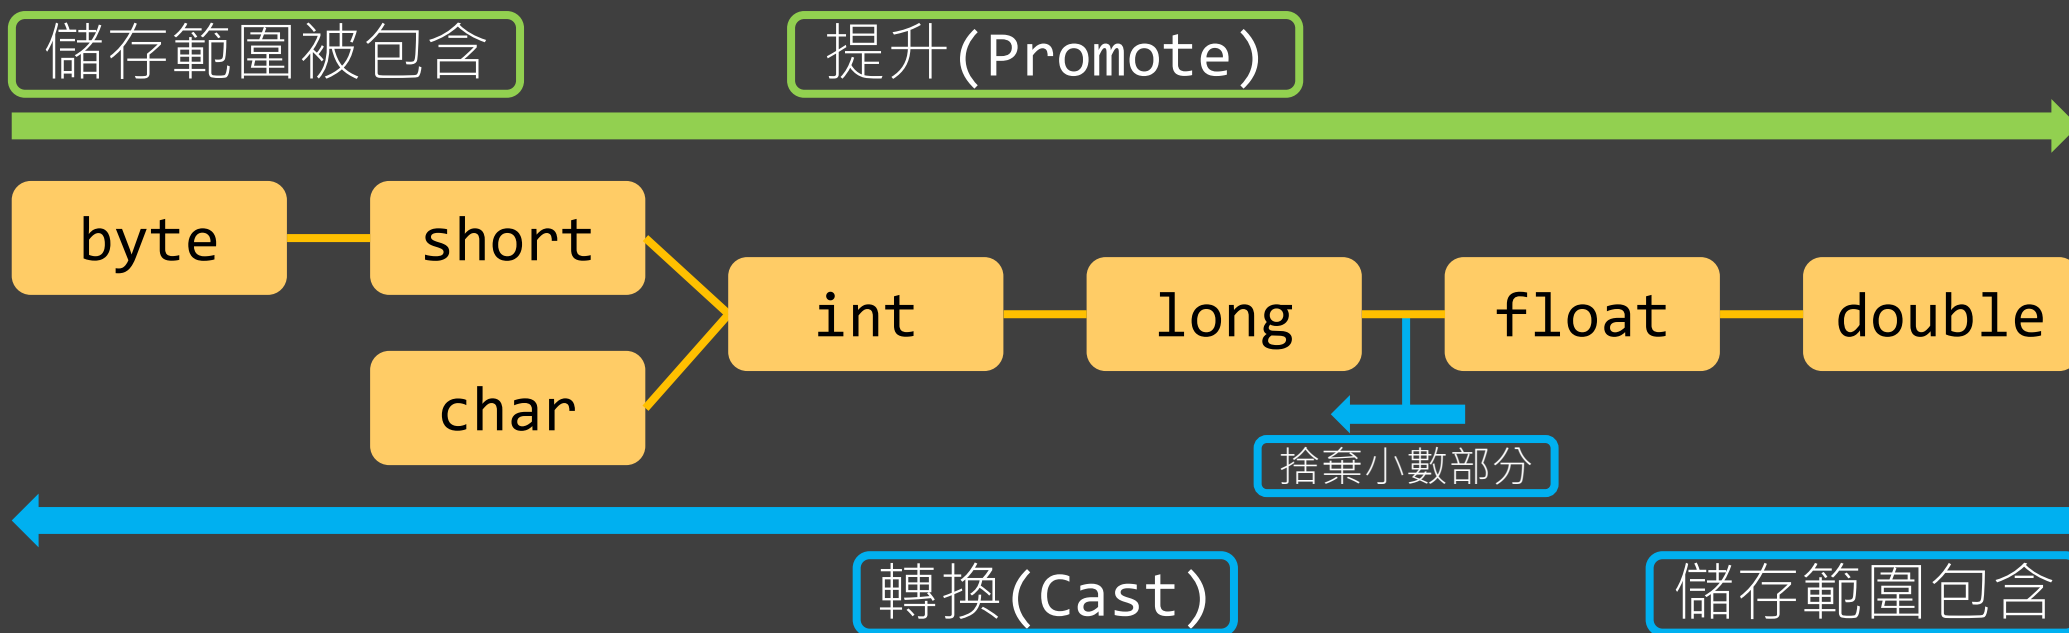 儲存範圍被包含
提升(Promote)
byte
short
char
int
long
float
double
捨棄小數部分
轉換(Cast)
儲存範圍包含